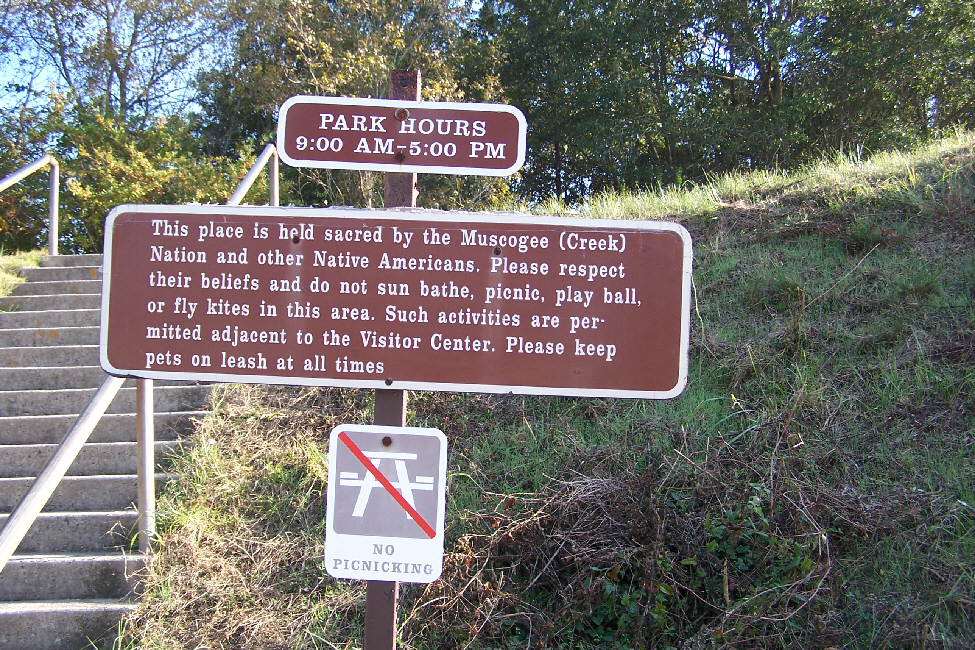 PARK HOURS
9:00 AM-5:00 PM
This place is held sacred by the Muscogee (Creek)
Nation and other Native Americans. Please respect
their beliefs and do not sun bathe, picnic, play ball,
or fly kites in this area. Such activities are per-
mitted adjacent to the Visitor Center. Please keep
pets on leash at all times
NO
PICNICKING